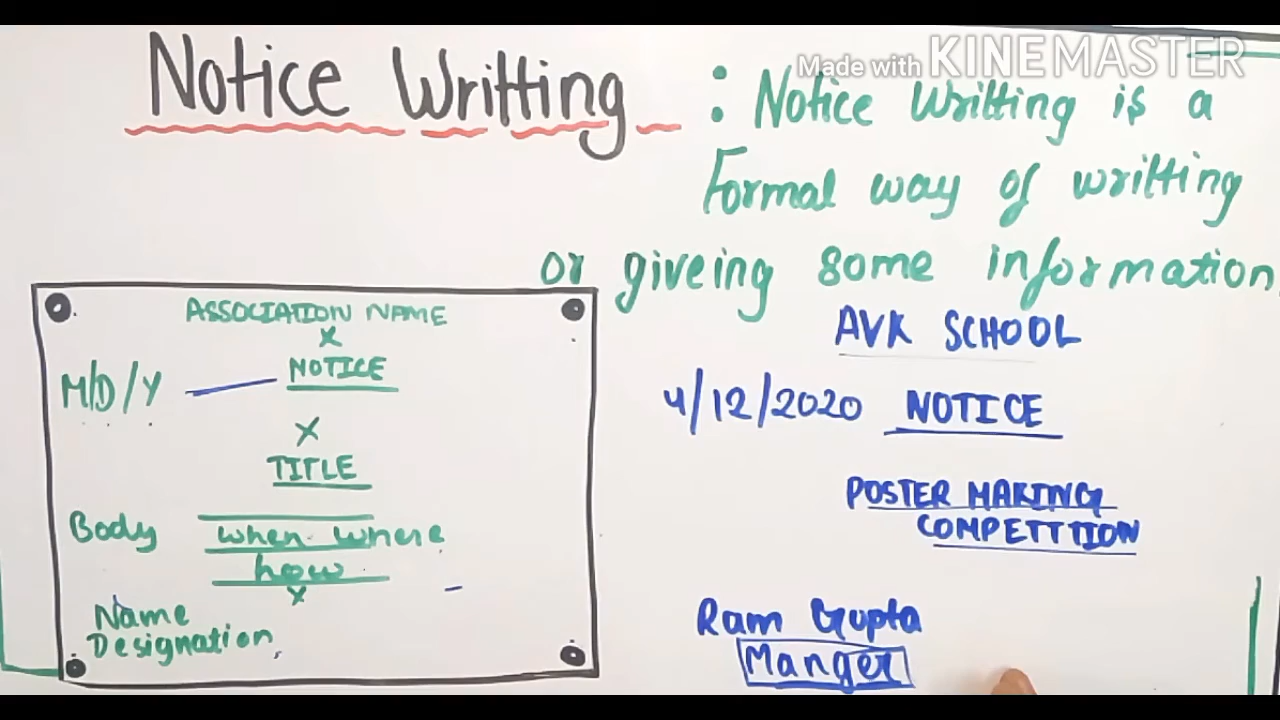 Made with KINEMASTER
Notice Writting : Notice Writting is a
Formal way of writting
or giveing some information
ASSOCIATION NAME
X
M/D/Y NOTICE
X
TITLE
Body when where
how
X
Name
Designation,
AVK SCHOOL
4/12/2020 NOTICE
POSTER MAKING
COMPETITION
Ram Gupta
Manger